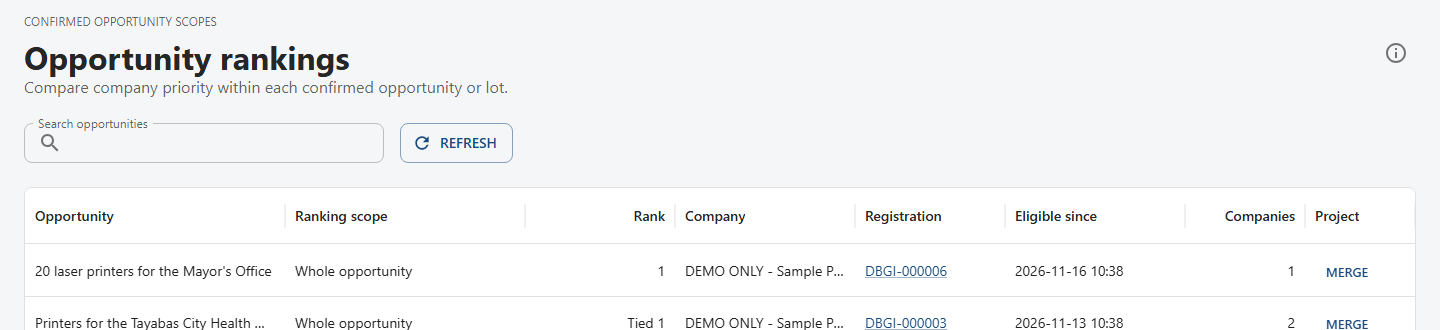 CONFIRMED OPPORTUNITY SCOPES
Opportunity rankings
Compare company priority within each confirmed opportunity or lot.
Search opportunities
REFRESH
Opportunity Ranking scope Rank Company Registration Eligible since Companies Project
20 laser printers for the Mayor's Office Whole opportunity 1 DEMO ONLY - Sample P... DBGI-000006 2026-11-16 10:38 1 MERGE
Printers for the Tayabas City Health ... Whole opportunity Tied 1 DEMO ONLY - Sample P... DBGI-000003 2026-11-13 10:38 2 MERGE